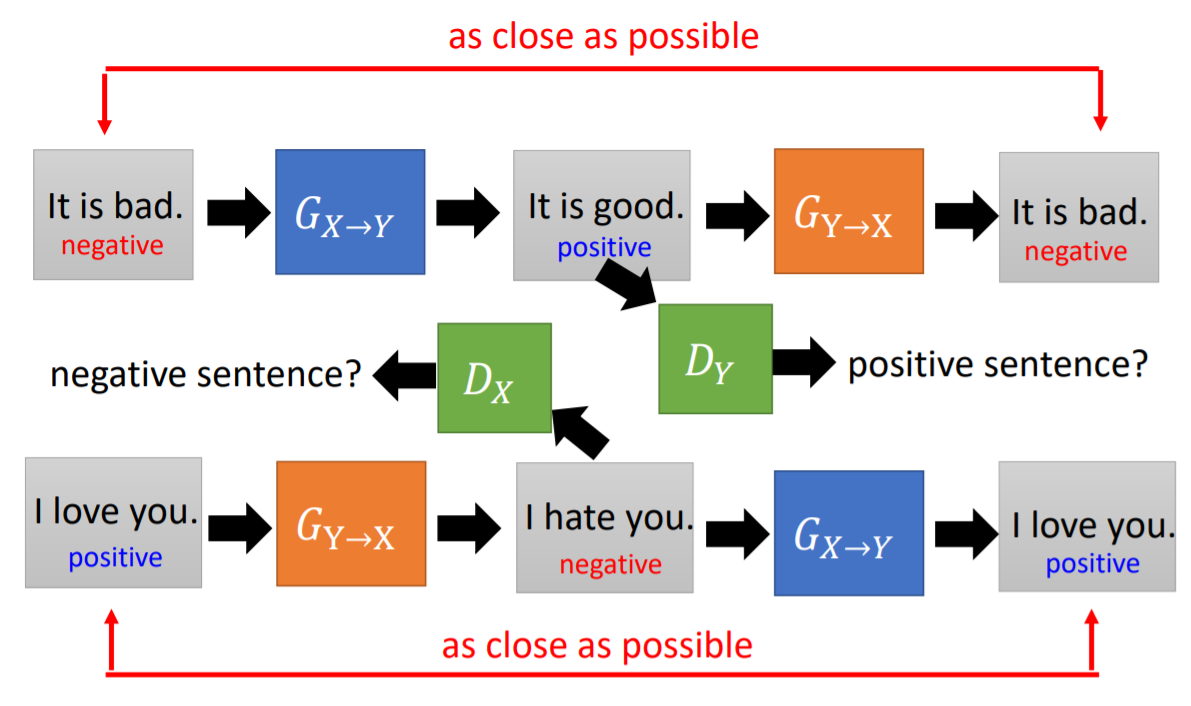 as close as possible
It is bad.
negative
G_{X→Y}
It is good.
positive
G_{Y→X}
It is bad.
negative
negative sentence?
D_X
D_Y
positive sentence?
I love you.
positive
G_{Y→X}
I hate you.
negative
G_{X→Y}
I love you.
positive
as close as possible